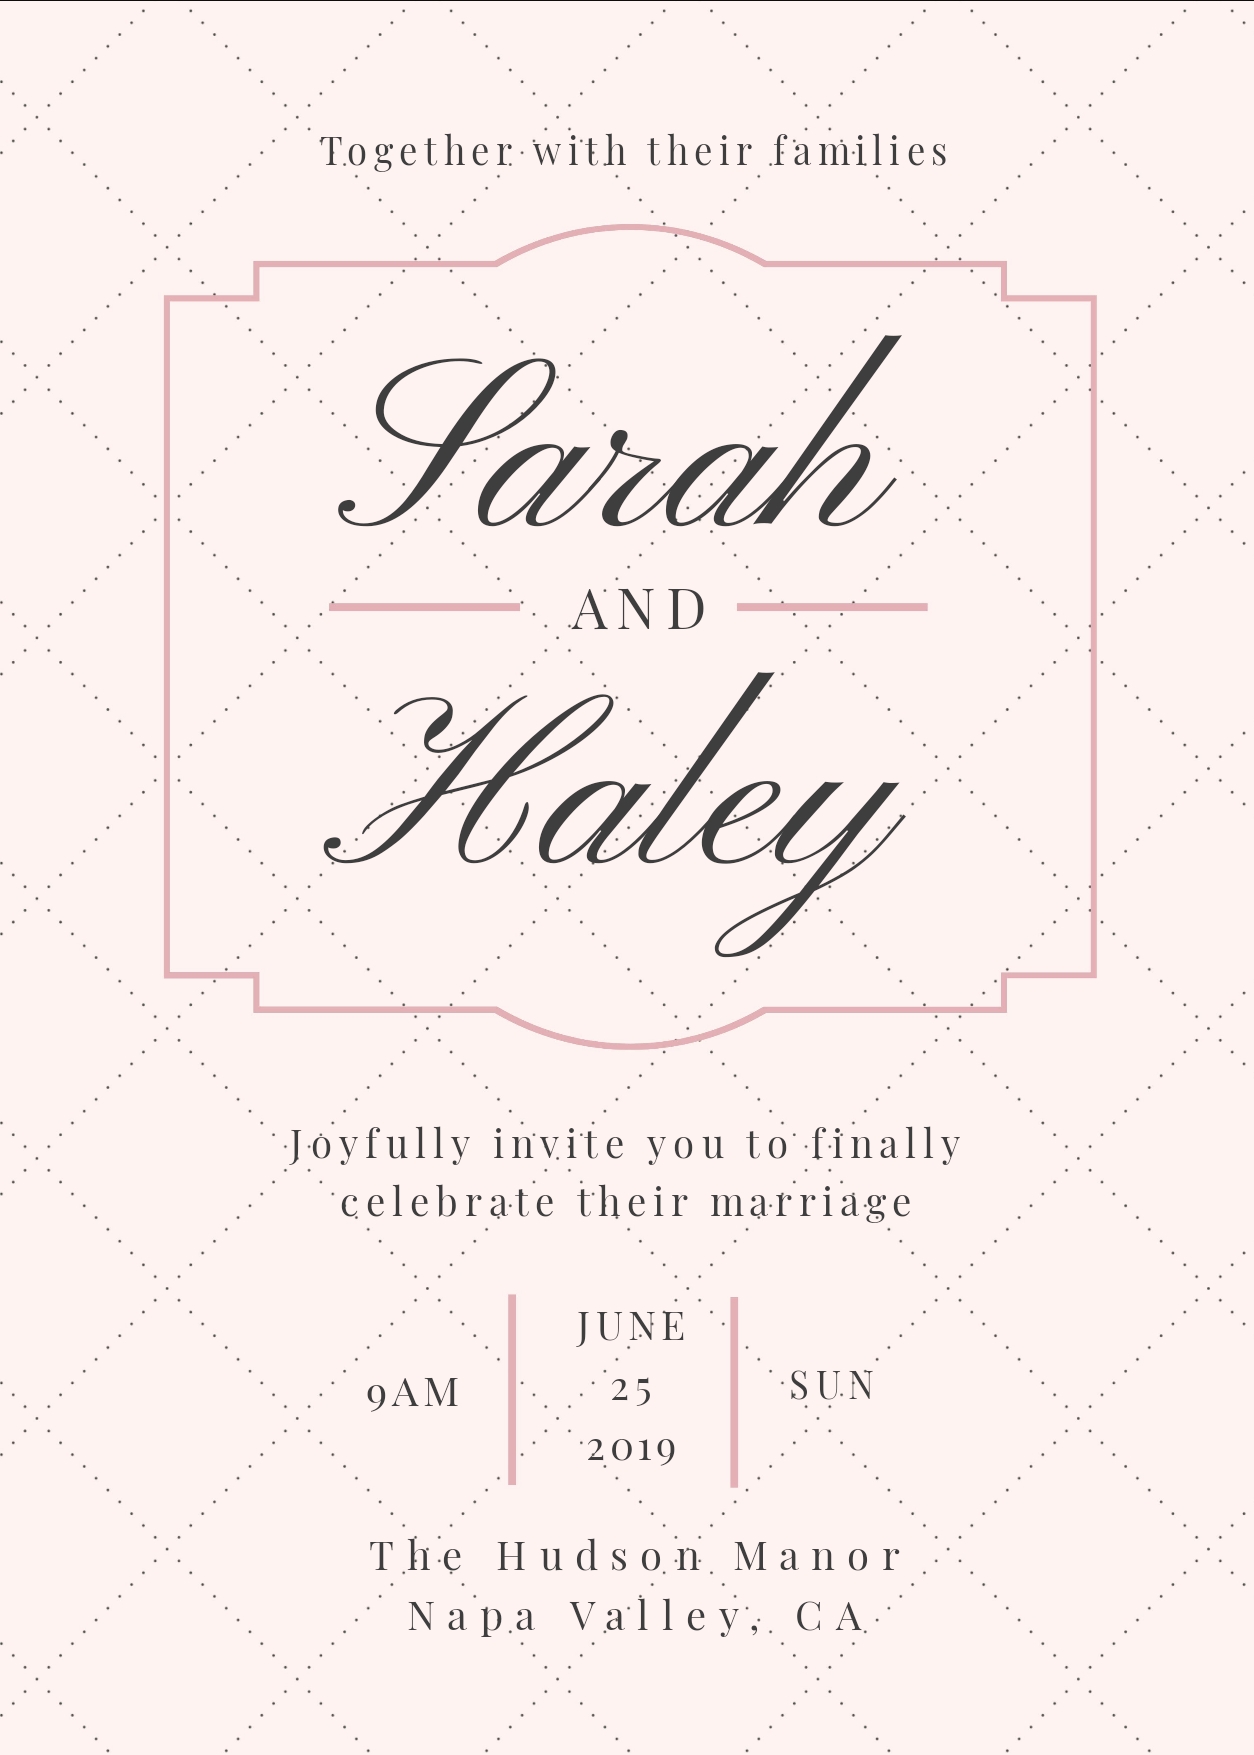 Together with their families
Sarah
AND
Haley
Joyfully invite you to finally
celebrate their marriage
9AM
JUNE
25
2019
SUN
The Hudson Manor
Napa Valley, CA